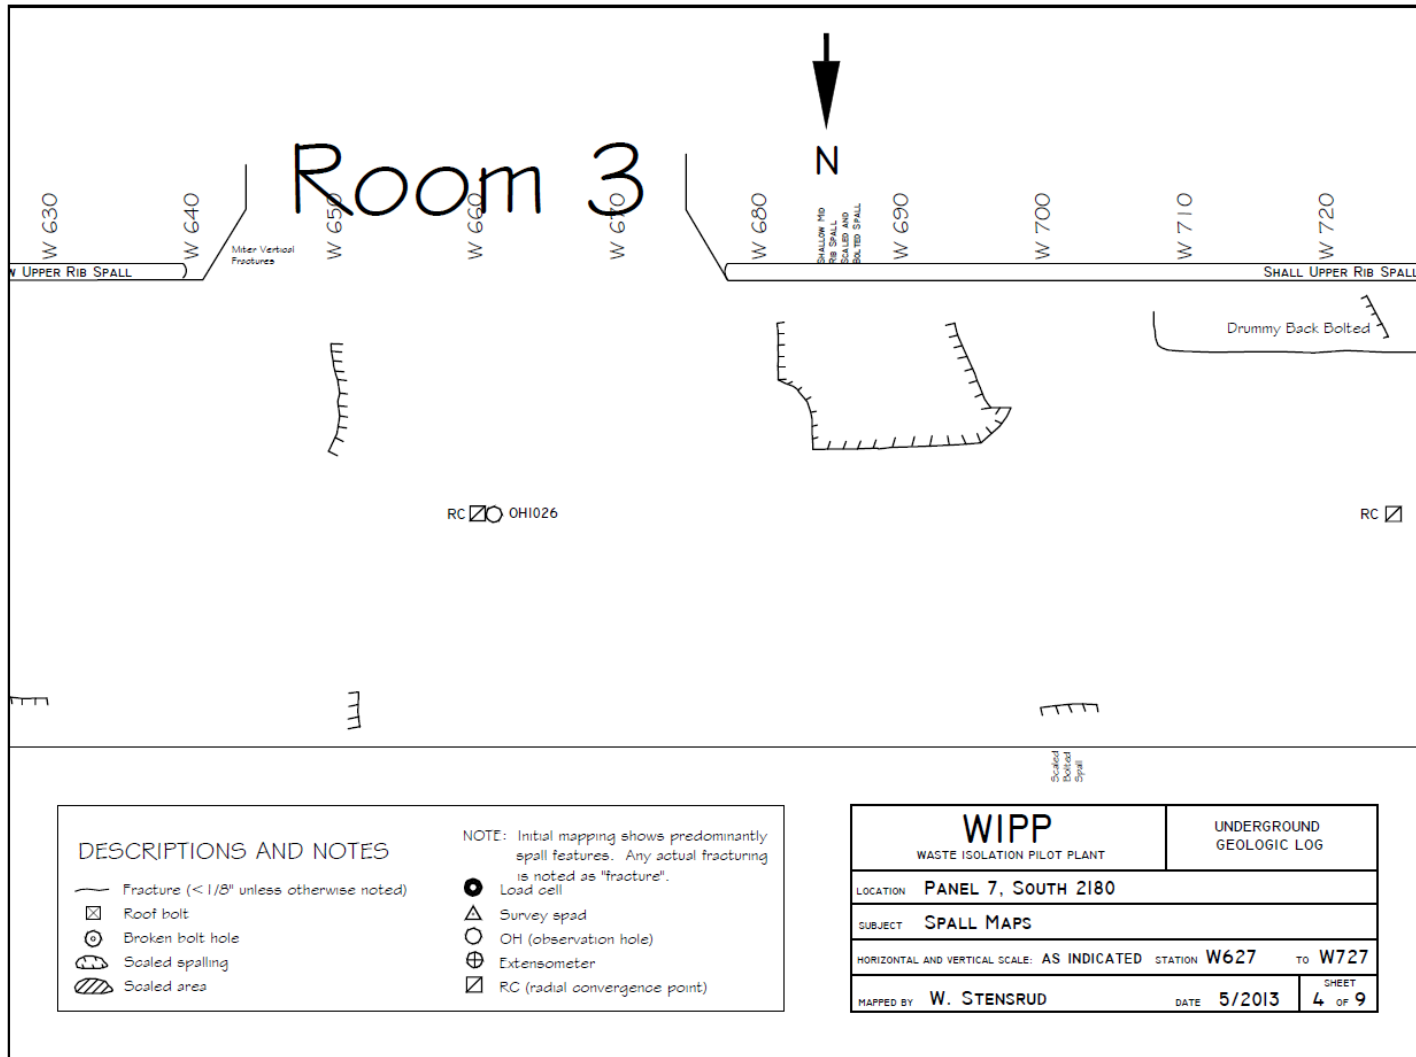 Room 3
N
W 630
W 640
W 650
W 660
W 670
W 680
W 690
W 700
W 710
W 720
Miter Vertical
Fractures
SHALLOW MID
RIB SPALL
SCALED AND
BOLTED SPALL
W UPPER RIB SPALL
SHALL UPPER RIB SPALL
Drummy Back Bolted
RC
OH1026
RC
Scaled
Bolted
Spall
DESCRIPTIONS AND NOTES
Fracture (< 1/8" unless otherwise noted)
Roof bolt
Broken bolt hole
Scaled spalling
Scaled area
NOTE: Initial mapping shows predominantly
spall features. Any actual fracturing
is noted as "fracture".
Load cell
Survey spad
OH (observation hole)
Extensometer
RC (radial convergence point)
WIPP
WASTE ISOLATION PILOT PLANT
UNDERGROUND
GEOLOGIC LOG
LOCATION PANEL 7, SOUTH 2180
SUBJECT SPALL MAPS
HORIZONTAL AND VERTICAL SCALE: AS INDICATED STATION W627 TO W727
MAPPED BY W. STENSRUD DATE 5/2013
SHEET
4 OF 9